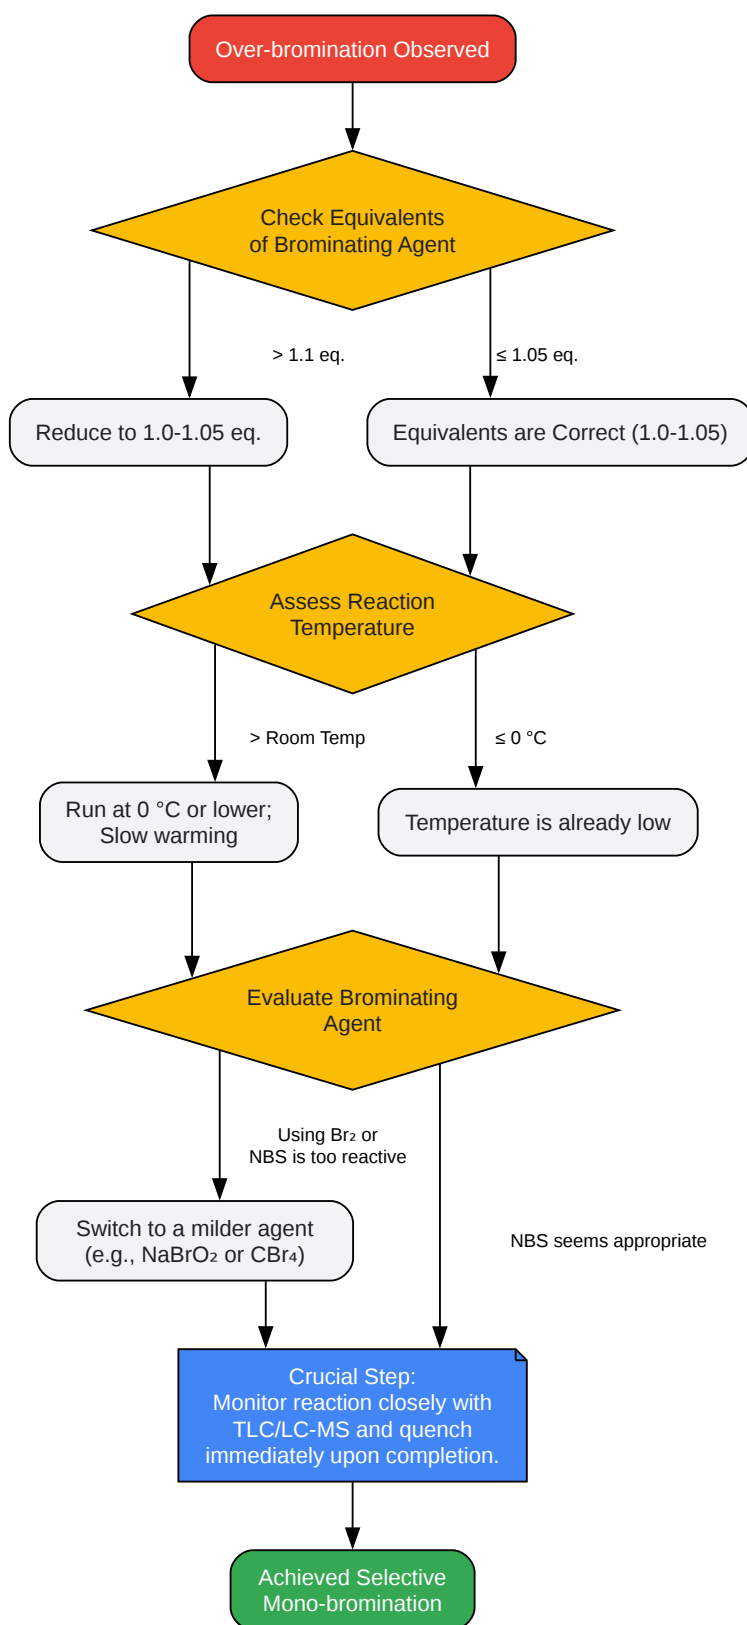 Over-bromination Observed
Check Equivalents
of Brominating Agent
> 1.1 eq.
≤ 1.05 eq.
Reduce to 1.0-1.05 eq.
Equivalents are Correct (1.0-1.05)
Assess Reaction
Temperature
> Room Temp
≤ 0 °C
Run at 0 °C or lower;
Slow warming
Temperature is already low
Evaluate Brominating
Agent
Using Br₂ or
NBS is too reactive
NBS seems appropriate
Switch to a milder agent
(e.g., NaBrO₂ or CBr₄)
Crucial Step:
Monitor reaction closely with
TLC/LC-MS and quench
immediately upon completion.
Achieved Selective
Mono-bromination